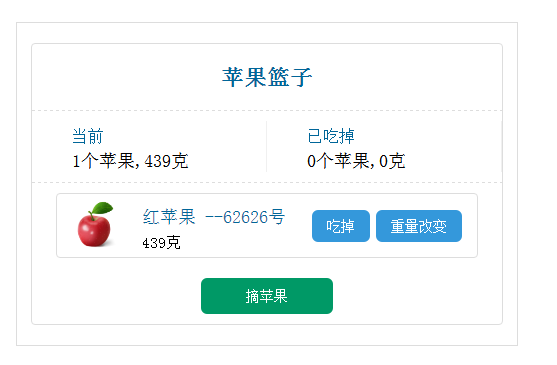 苹果篮子
当前
1个苹果,439克
已吃掉
0个苹果,0克
红苹果 --62626号
439克
吃掉
重量改变
摘苹果